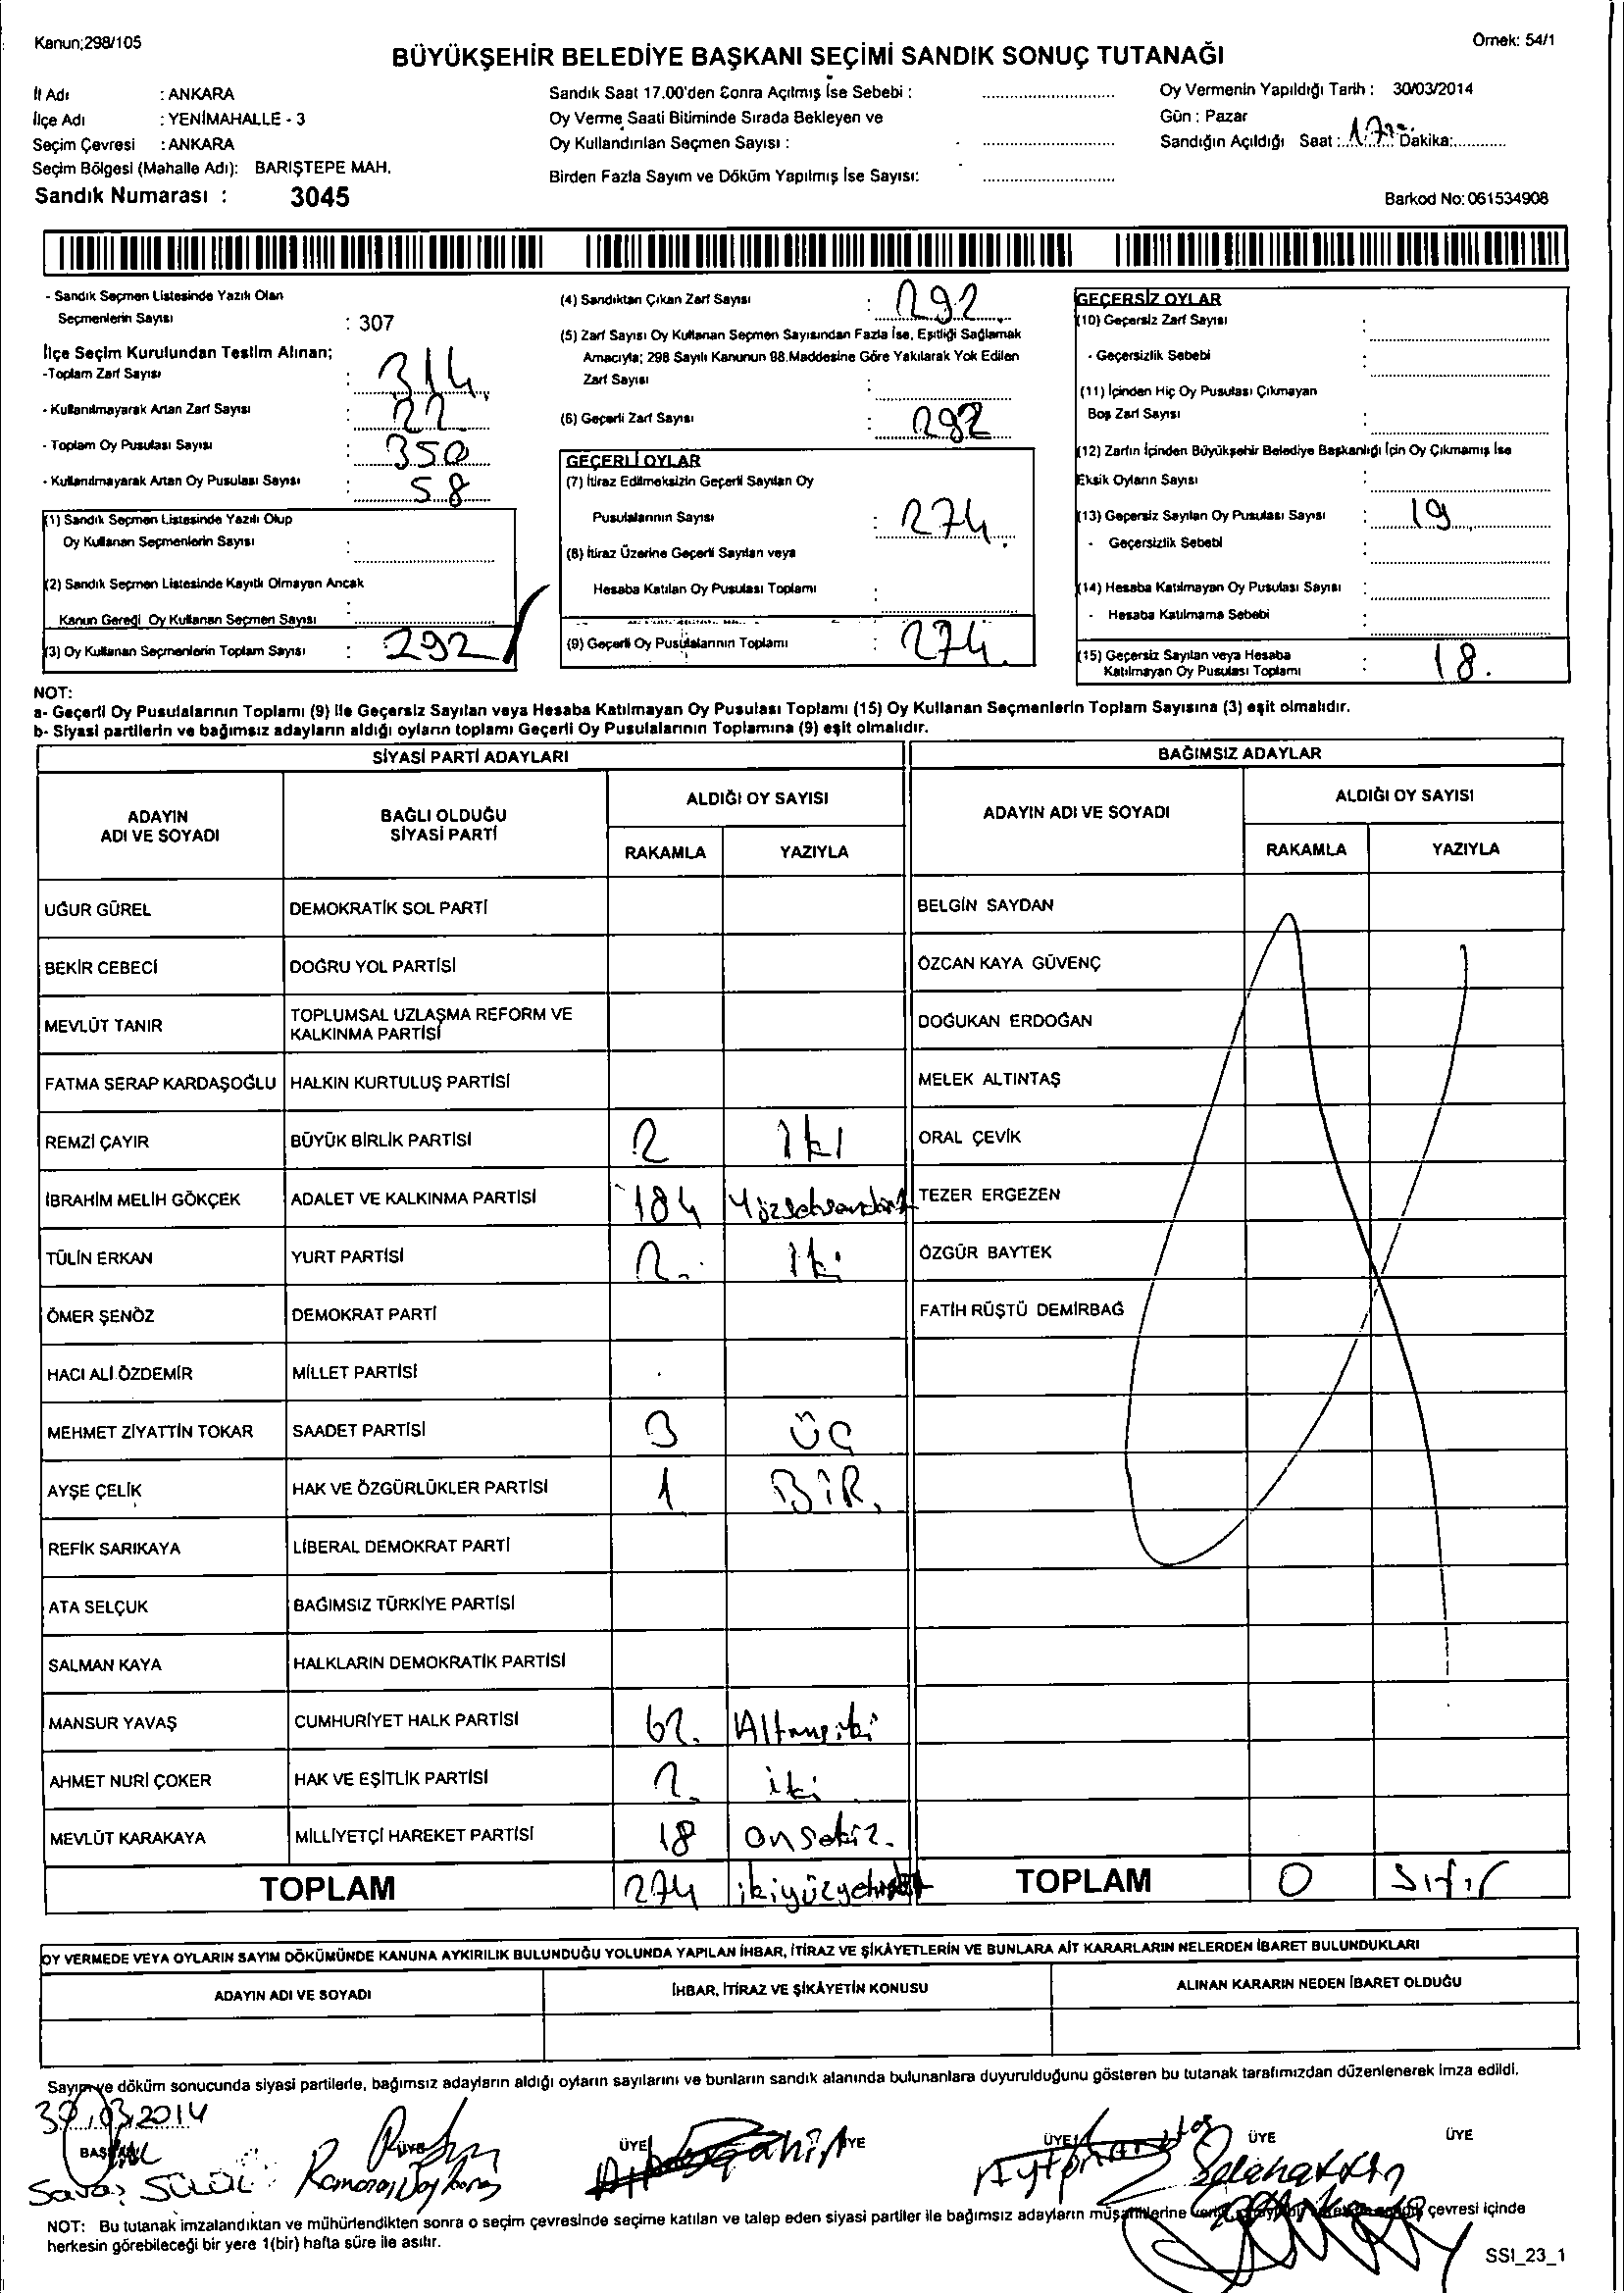 Kanun;298/105
Örnek: 54/1
BÜYÜKŞEHİR BELEDİYE BAŞKANI SEÇİMİ SANDIK SONUÇ TUTANAĞI
İl Adı : ANKARA
İlçe Adı : YENİMAHALLE - 3
Seçim Çevresi : ANKARA
Seçim Bölgesi (Mahalle Adı): BARIŞTEPE MAH.
Sandık Numarası : 3045
Sandık Saat 17.00'den Sonra Açılmış İse Sebebi :
Oy Verme Saati Bitiminde Sırada Bekleyen ve
Oy Kullandırılan Seçmen Sayısı :
Birden Fazla Sayım ve Döküm Yapılmış İse Sayısı:
Oy Vermenin Yapıldığı Tarih : 30/03/2014
Gün : Pazar
Sandığın Açıldığı Saat : Dakika:
Barkod No: 061534908
- Sandık Seçmen Listesinde Yazılı Olan
Seçmenlerin Sayısı : 307
İlçe Seçim Kurulundan Teslim Alınan;
-Toplam Zarf Sayısı : 314
- Kullanılmayarak Artan Zarf Sayısı : 22
- Toplam Oy Pusulası Sayısı : 350
- Kullanılmayarak Artan Oy Pusulası Sayısı : 58
(1) Sandık Seçmen Listesinde Yazılı Olup
Oy Kullanan Seçmenlerin Sayısı :
(2) Sandık Seçmen Listesinde Kayıtlı Olmayan Ancak
Kanun Gereği Oy Kullanan Seçmen Sayısı :
(3) Oy Kullanan Seçmenlerin Toplam Sayısı : 292
(4) Sandıktan Çıkan Zarf Sayısı : 292
(5) Zarf Sayısı Oy Kullanan Seçmen Sayısından Fazla İse, Eşitliği Sağlamak
Amacıyla; 298 Sayılı Kanunun 98.Maddesine Göre Yakılarak Yok Edilen
Zarf Sayısı :
(6) Geçerli Zarf Sayısı : 292
GEÇERLİ OYLAR
(7) İtiraz Edilmeksizin Geçerli Sayılan Oy
Pusulalarının Sayısı : 274
(8) İtiraz Üzerine Geçerli Sayılan veya
Hesaba Katılan Oy Pusulası Toplamı :
(9) Geçerli Oy Pusulalarının Toplamı : 274
GEÇERSİZ OYLAR
(10) Geçersiz Zarf Sayısı :
- Geçersizlik Sebebi :
(11) İçinden Hiç Oy Pusulası Çıkmayan
Boş Zarf Sayısı :
(12) Zarfın İçinden Büyükşehir Belediye Başkanlığı İçin Oy Çıkmamış İse
Eksik Oyların Sayısı :
(13) Geçersiz Sayılan Oy Pusulası Sayısı : 19
- Geçersizlik Sebebi :
(14) Hesaba Katılmayan Oy Pusulası Sayısı :
- Hesaba Katılmama Sebebi :
(15) Geçersiz Sayılan veya Hesaba
Katılmayan Oy Pusulası Toplamı : 18.
NOT:
a- Geçerli Oy Pusulalarının Toplamı (9) ile Geçersiz Sayılan veya Hesaba Katılmayan Oy Pusulası Toplamı (15) Oy Kullanan Seçmenlerin Toplam Sayısına (3) eşit olmalıdır.
b- Siyasi partilerin ve bağımsız adayların aldığı oyların toplamı Geçerli Oy Pusulalarının Toplamına (9) eşit olmalıdır.
SİYASİ PARTİ ADAYLARI BAĞIMSIZ ADAYLAR
ADAYIN ADI VE SOYADI
BAĞLI OLDUĞU SİYASİ PARTİ
ALDIĞI OY SAYISI
RAKAMLA YAZIYLA
ADAYIN ADI VE SOYADI
ALDIĞI OY SAYISI
RAKAMLA YAZIYLA
UĞUR GÜREL DEMOKRATİK SOL PARTİ BELGİN SAYDAN
BEKİR CEBECİ DOĞRU YOL PARTİSİ ÖZCAN KAYA GÜVENÇ
MEVLÜT TANIR TOPLUMSAL UZLAŞMA REFORM VE KALKINMA PARTİSİ DOĞUKAN ERDOĞAN
FATMA SERAP KARDAŞOĞLU HALKIN KURTULUŞ PARTİSİ MELEK ALTINTAŞ
REMZİ ÇAYIR BÜYÜK BİRLİK PARTİSİ 2 İki ORAL ÇEVİK
İBRAHİM MELİH GÖKÇEK ADALET VE KALKINMA PARTİSİ 184 Yüzseksendört TEZER ERGEZEN
TÜLİN ERKAN YURT PARTİSİ 2. İki ÖZGÜR BAYTEK
ÖMER ŞENÖZ DEMOKRAT PARTİ FATİH RÜŞTÜ DEMİRBAĞ
HACI ALİ ÖZDEMİR MİLLET PARTİSİ
MEHMET ZİYATTİN TOKAR SAADET PARTİSİ 3 ÜÇ
AYŞE ÇELİK HAK VE ÖZGÜRLÜKLER PARTİSİ 1 BİR.
REFİK SARIKAYA LİBERAL DEMOKRAT PARTİ
ATA SELÇUK BAĞIMSIZ TÜRKİYE PARTİSİ
SALMAN KAYA HALKLARIN DEMOKRATİK PARTİSİ
MANSUR YAVAŞ CUMHURİYET HALK PARTİSİ 62. Altmışiki
AHMET NURİ ÇOKER HAK VE EŞİTLİK PARTİSİ 2. iki
MEVLÜT KARAKAYA MİLLİYETÇİ HAREKET PARTİSİ 18 onsekiz.
TOPLAM 274 ikiyüzyetmişdört TOPLAM 0 Sıfır
OY VERMEDE VEYA OYLARIN SAYIM DÖKÜMÜNDE KANUNA AYKIRILIK BULUNDUĞU YOLUNDA YAPILAN İHBAR, İTİRAZ VE ŞİKÂYETLERİN VE BUNLARA AİT KARARLARIN NELERDEN İBARET BULUNDUKLARI
ADAYIN ADI VE SOYADI İHBAR, İTİRAZ VE ŞİKÂYETİN KONUSU ALINAN KARARIN NEDEN İBARET OLDUĞU
Sayım ve döküm sonucunda siyasi partilerle, bağımsız adayların aldığı oyların sayılarını ve bunların sandık alanında bulunanlara duyurulduğunu gösteren bu tutanak tarafımızdan düzenlenerek imza edildi.
30.03.2014
BAŞKAN ÜYE ÜYE ÜYE ÜYE ÜYE ÜYE
NOT: Bu tutanak imzalandıktan ve mühürlendikten sonra o seçim çevresinde seçime katılan ve talep eden siyasi partiler ile bağımsız adayların müşahitlerine çevresi içinde
herkesin görebileceği bir yere 1(bir) hafta süre ile asılır.
SSI_23_1